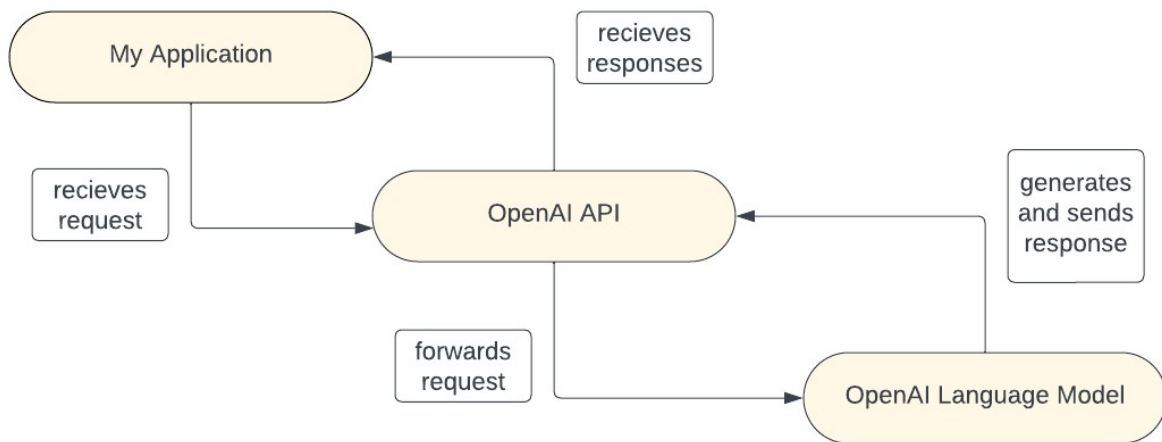 My Application
recieves
responses
recieves
request
OpenAI API
generates
and sends
response
forwards
request
OpenAI Language Model